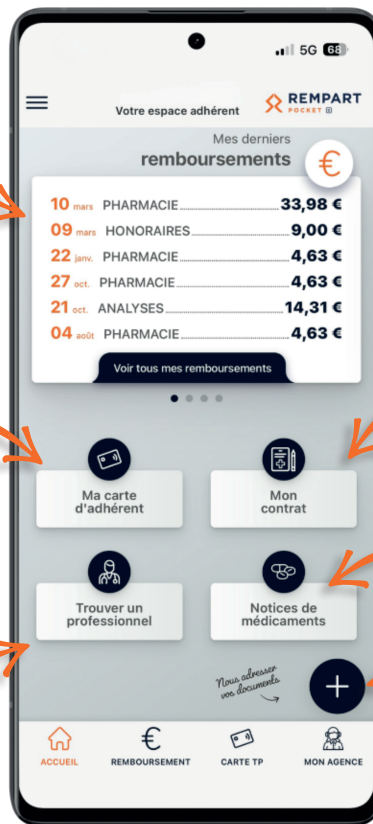 5G 68
Votre espace adhérent
REMPART
POCKET
Mes derniers
remboursements
€
10 mars PHARMACIE 33,98 €
09 mars HONORAIRES 9,00 €
22 janv. PHARMACIE 4,63 €
27 oct. PHARMACIE 4,63 €
21 oct. ANALYSES 14,31 €
04 août PHARMACIE 4,63 €
Voir tous mes remboursements
Ma carte
d'adhérent
Mon
contrat
Trouver un
professionnel
Notices de
médicaments
Nous adresser
vos documents
+
€
ACCUEIL REMBOURSEMENT CARTE TP MON AGENCE